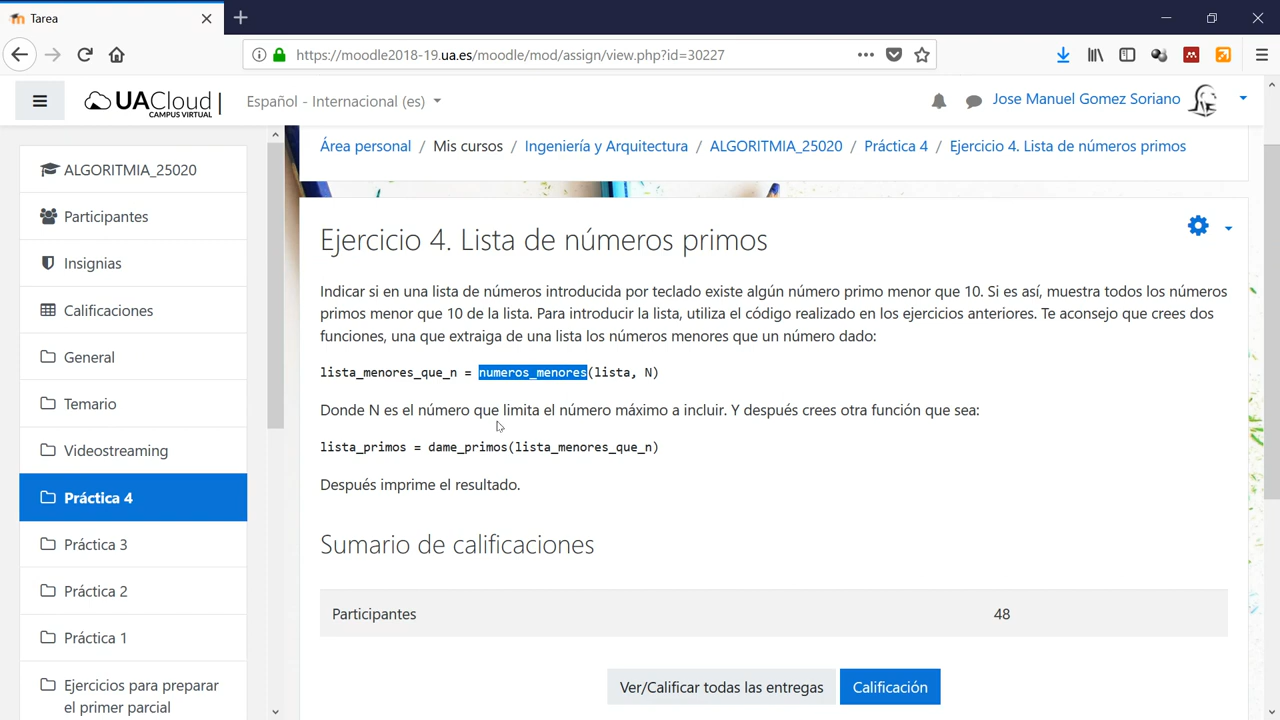 Tarea
https://moodle2018-19.ua.es/moodle/mod/assign/view.php?id=30227
UACloud
CAMPUS VIRTUAL
Español - Internacional (es)
Jose Manuel Gomez Soriano
ALGORITMIA_25020
Participantes
Insignias
Calificaciones
General
Temario
Videostreaming
Práctica 4
Práctica 3
Práctica 2
Práctica 1
Ejercicios para preparar
el primer parcial
Área personal / Mis cursos / Ingeniería y Arquitectura / ALGORITMIA_25020 / Práctica 4 / Ejercicio 4. Lista de números primos
Ejercicio 4. Lista de números primos
Indicar si en una lista de números introducida por teclado existe algún número primo menor que 10. Si es así, muestra todos los números
primos menor que 10 de la lista. Para introducir la lista, utiliza el código realizado en los ejercicios anteriores. Te aconsejo que crees dos
funciones, una que extraiga de una lista los números menores que un número dado:
lista_menores_que_n = numeros_menores(lista, N)
Donde N es el número que limita el número máximo a incluir. Y después crees otra función que sea:
lista_primos = dame_primos(lista_menores_que_n)
Después imprime el resultado.
Sumario de calificaciones
Participantes 48
Ver/Calificar todas las entregas
Calificación